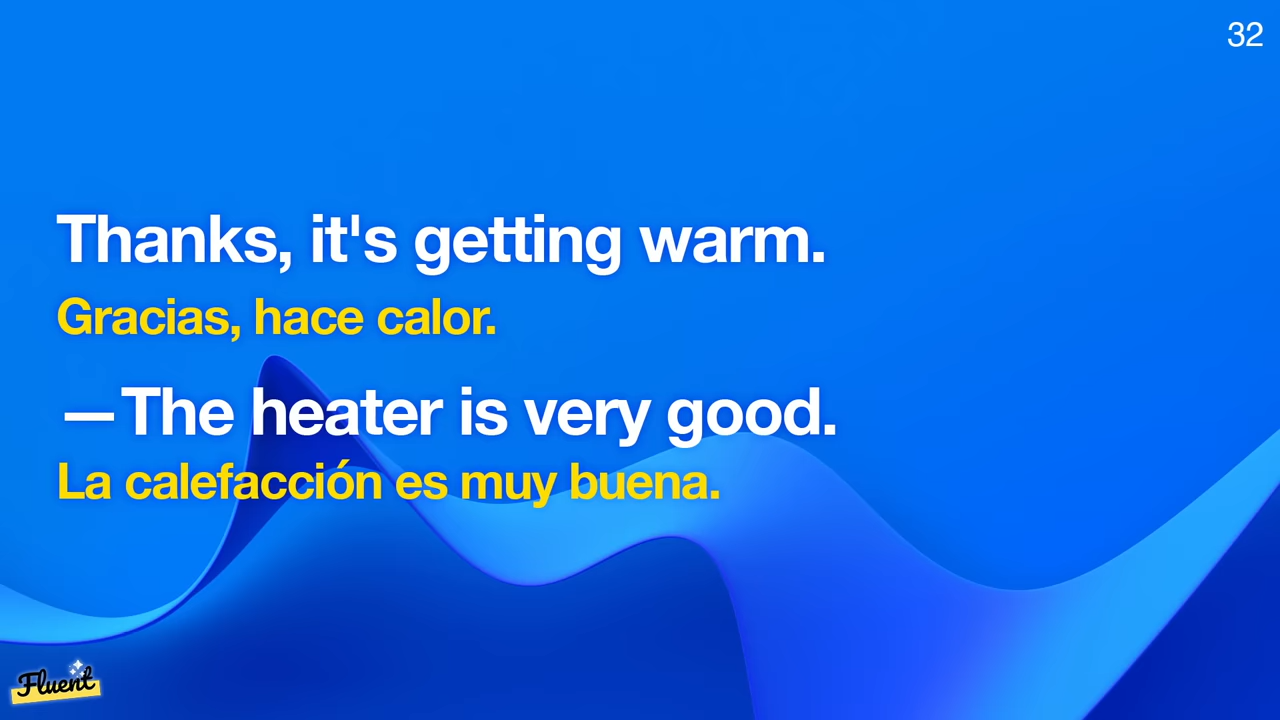 32
Thanks, it's getting warm.
Gracias, hace calor.
—The heater is very good.
La calefacción es muy buena.
Fluent